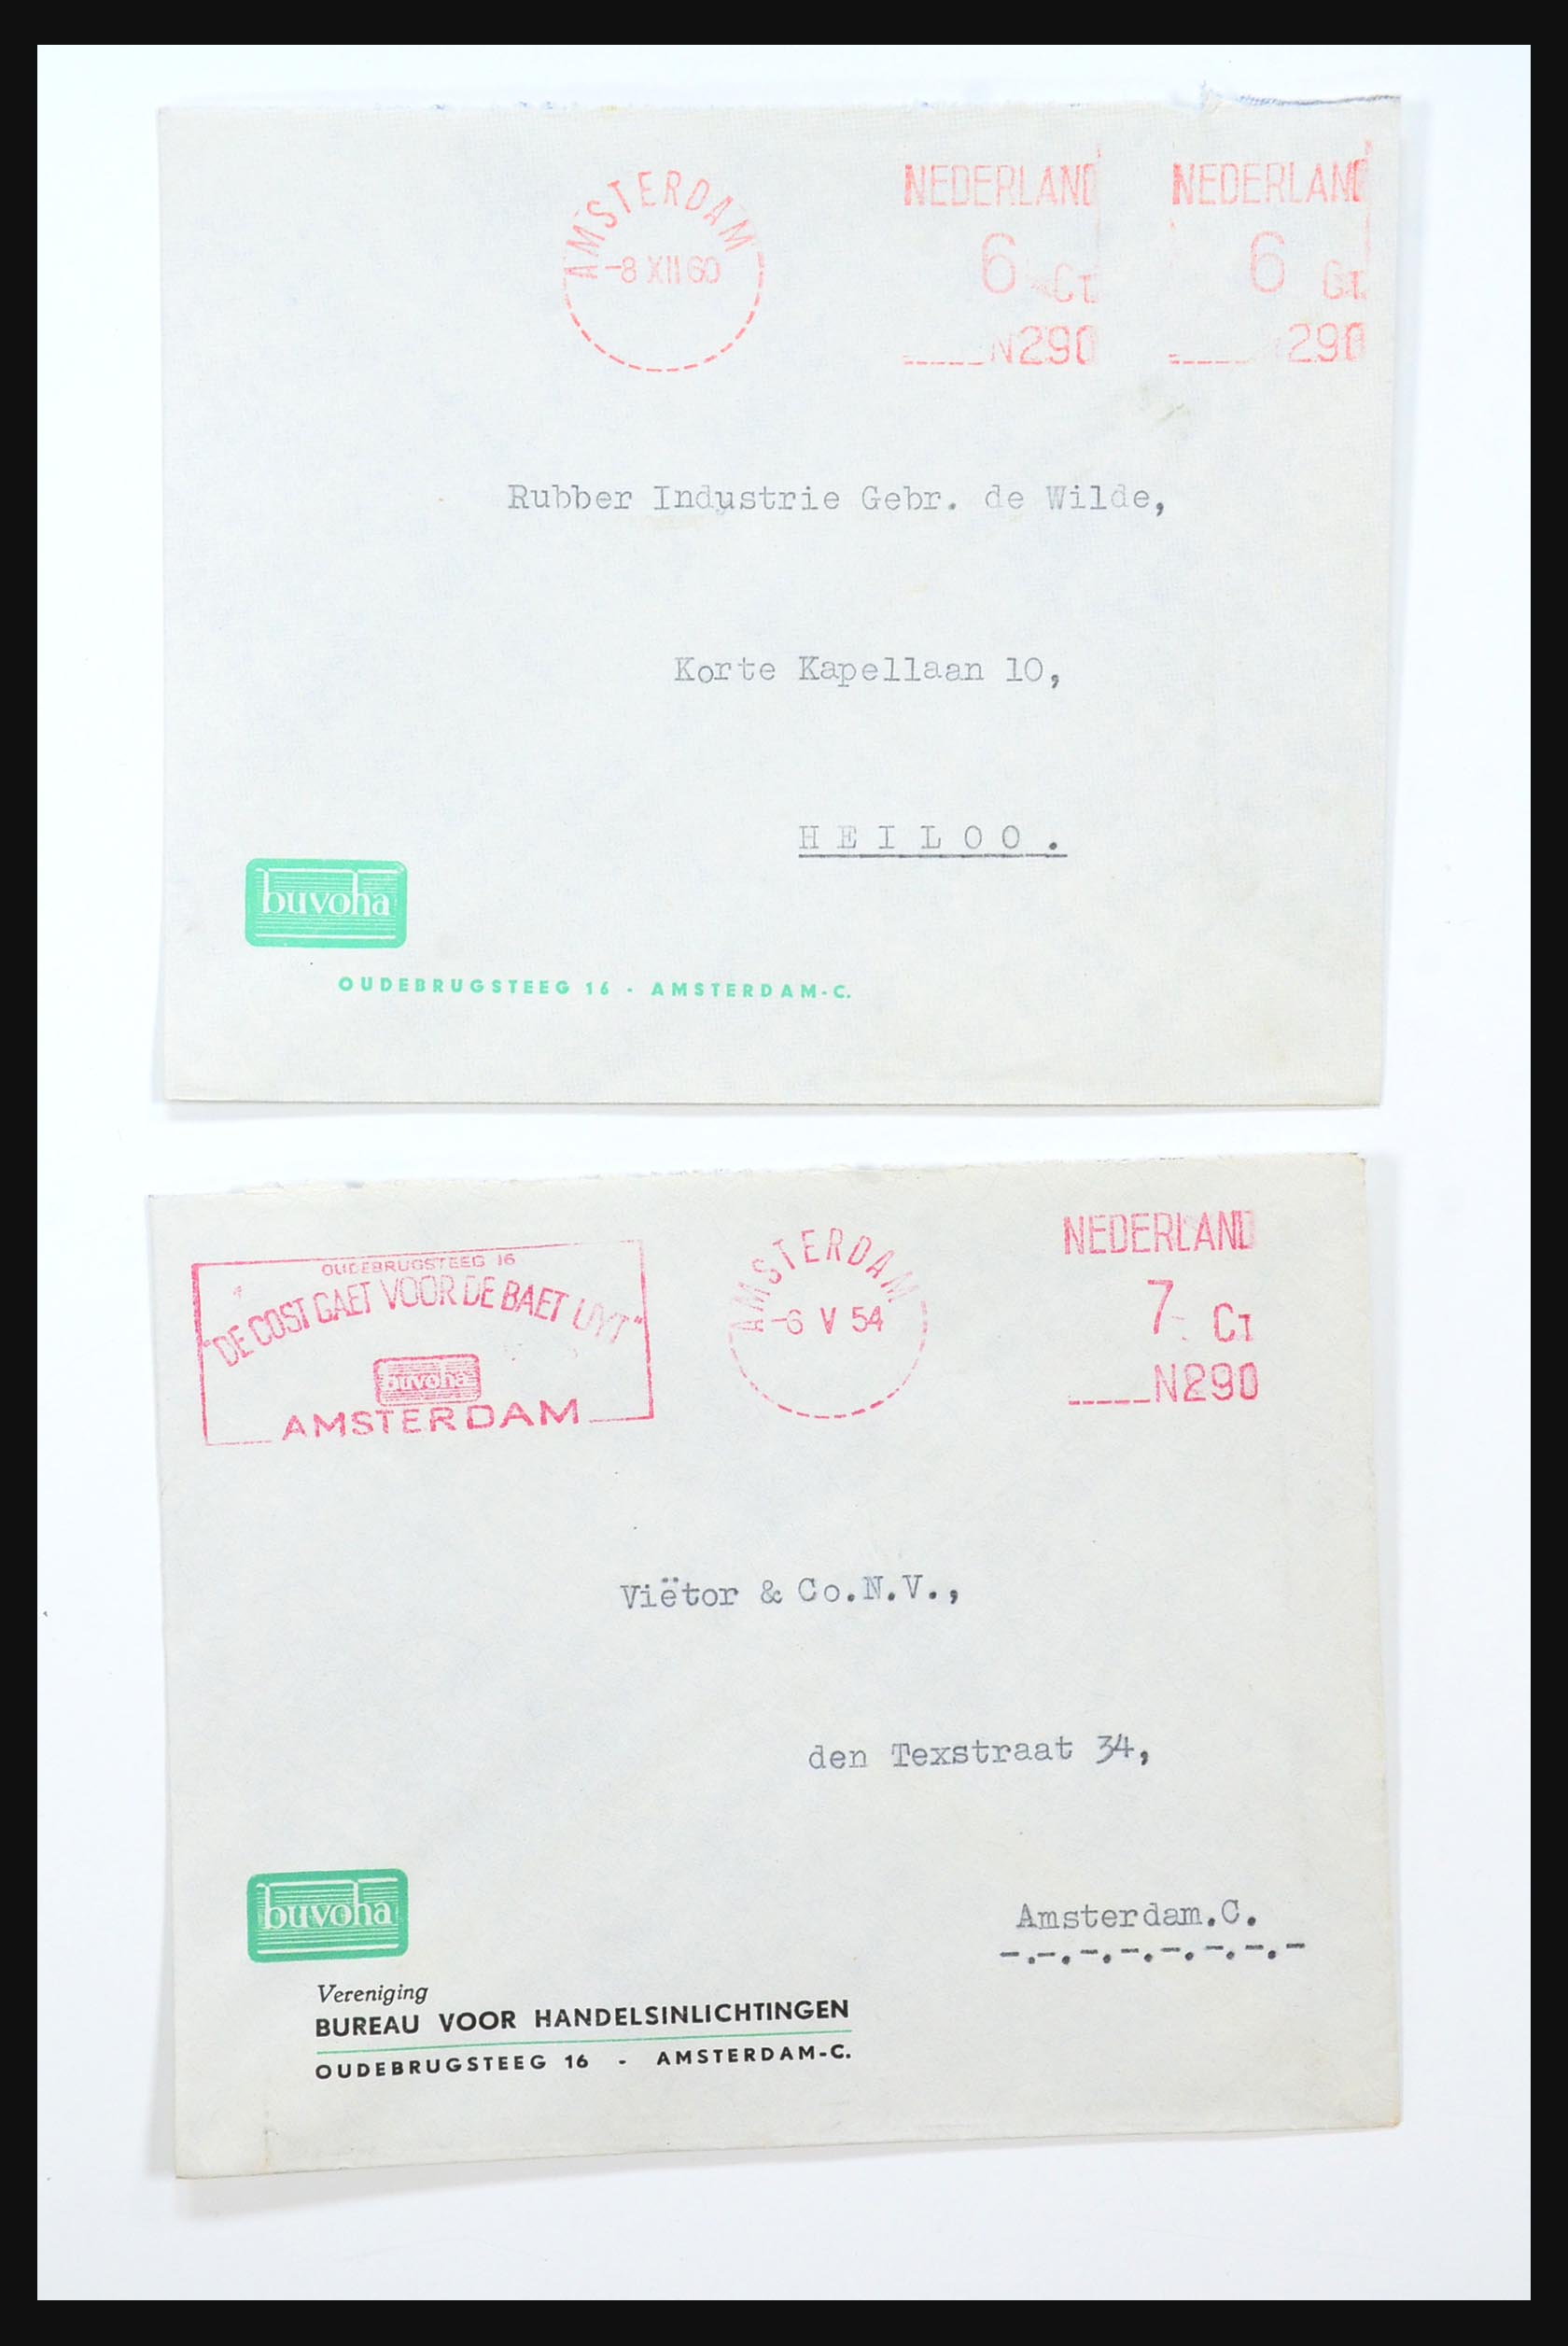 AMSTERDAM
-8 XII 60
NEDERLAND
6 CT
N290
NEDERLAND
6 CT
290
Rubber Industrie Gebr. de Wilde,
Korte Kapellaan 10,
HEILOO.
buvoha
OUDEBRUGSTEEG 16 - AMSTERDAM-C.
OUDEBRUGSTEEG 16
"DE COST GAET VOOR DE BAET UYT"
buvoha
AMSTERDAM
AMSTERDAM
-6 V 54
NEDERLAND
7 CT
N290
Viëtor & Co.N.V.,
den Texstraat 34,
Amsterdam.C.
-.-.-.-.-.-.-.-
buvoha
Vereniging
BUREAU VOOR HANDELSINLICHTINGEN
OUDEBRUGSTEEG 16 - AMSTERDAM-C.